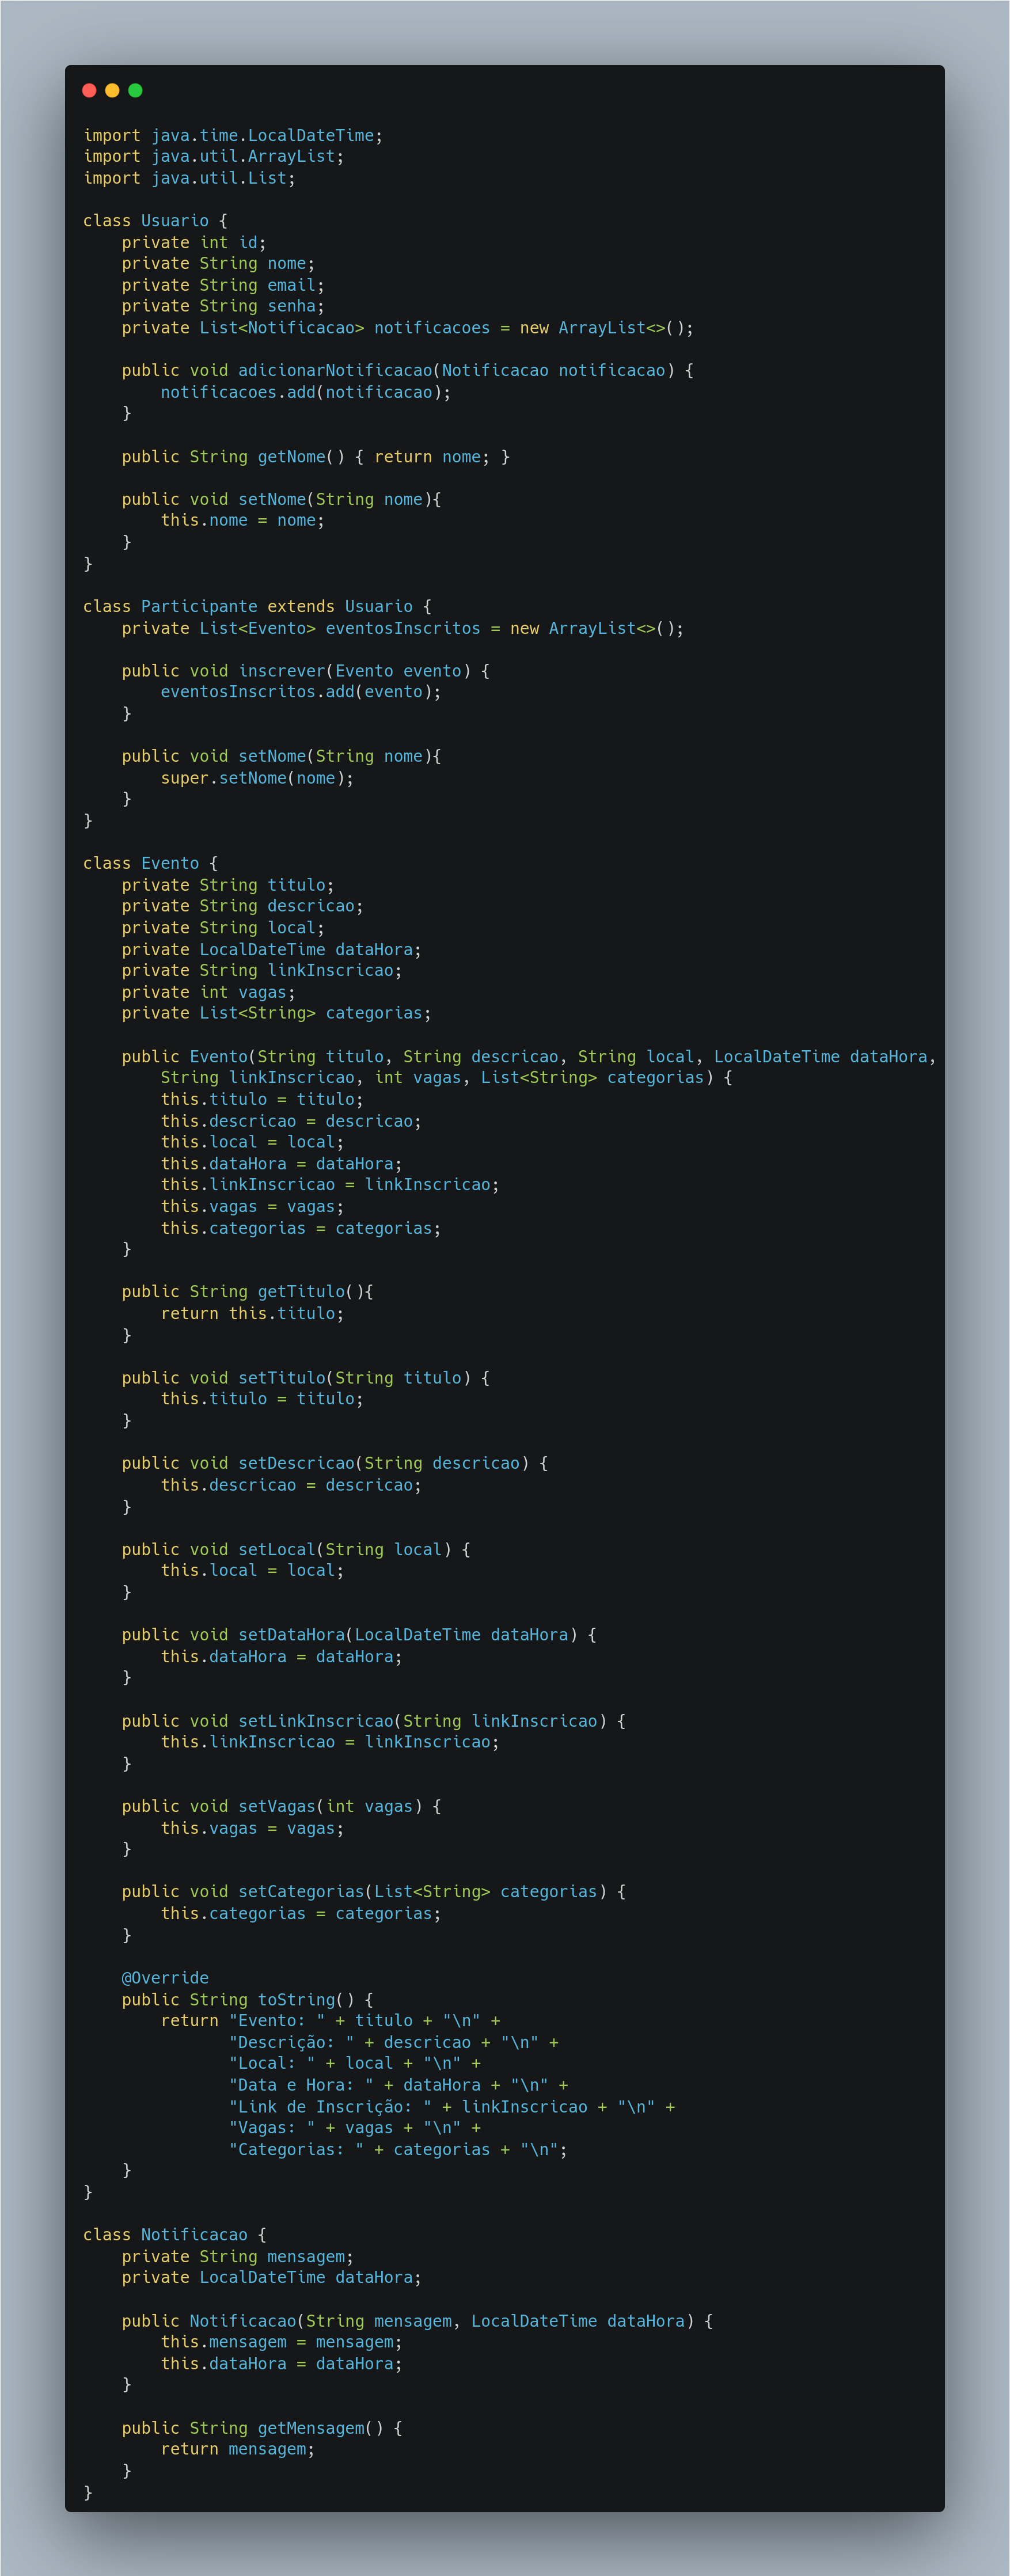 import java.time.LocalDateTime;
import java.util.ArrayList;
import java.util.List;

class Usuario {
    private int id;
    private String nome;
    private String email;
    private String senha;
    private List<Notificacao> notificacoes = new ArrayList<>();

    public void adicionarNotificacao(Notificacao notificacao) {
        notificacoes.add(notificacao);
    }

    public String getNome() { return nome; }

    public void setNome(String nome){
        this.nome = nome;
    }
}

class Participante extends Usuario {
    private List<Evento> eventosInscritos = new ArrayList<>();

    public void inscrever(Evento evento) {
        eventosInscritos.add(evento);
    }

    public void setNome(String nome){
        super.setNome(nome);
    }
}

class Evento {
    private String titulo;
    private String descricao;
    private String local;
    private LocalDateTime dataHora;
    private String linkInscricao;
    private int vagas;
    private List<String> categorias;

    public Evento(String titulo, String descricao, String local, LocalDateTime dataHora,
        String linkInscricao, int vagas, List<String> categorias) {
        this.titulo = titulo;
        this.descricao = descricao;
        this.local = local;
        this.dataHora = dataHora;
        this.linkInscricao = linkInscricao;
        this.vagas = vagas;
        this.categorias = categorias;
    }

    public String getTitulo(){
        return this.titulo;
    }

    public void setTitulo(String titulo) {
        this.titulo = titulo;
    }

    public void setDescricao(String descricao) {
        this.descricao = descricao;
    }

    public void setLocal(String local) {
        this.local = local;
    }

    public void setDataHora(LocalDateTime dataHora) {
        this.dataHora = dataHora;
    }

    public void setLinkInscricao(String linkInscricao) {
        this.linkInscricao = linkInscricao;
    }

    public void setVagas(int vagas) {
        this.vagas = vagas;
    }

    public void setCategorias(List<String> categorias) {
        this.categorias = categorias;
    }

    @Override
    public String toString() {
        return "Evento: " + titulo + "\n" +
               "Descrição: " + descricao + "\n" +
               "Local: " + local + "\n" +
               "Data e Hora: " + dataHora + "\n" +
               "Link de Inscrição: " + linkInscricao + "\n" +
               "Vagas: " + vagas + "\n" +
               "Categorias: " + categorias + "\n";
    }
}

class Notificacao {
    private String mensagem;
    private LocalDateTime dataHora;

    public Notificacao(String mensagem, LocalDateTime dataHora) {
        this.mensagem = mensagem;
        this.dataHora = dataHora;
    }

    public String getMensagem() {
        return mensagem;
    }
}